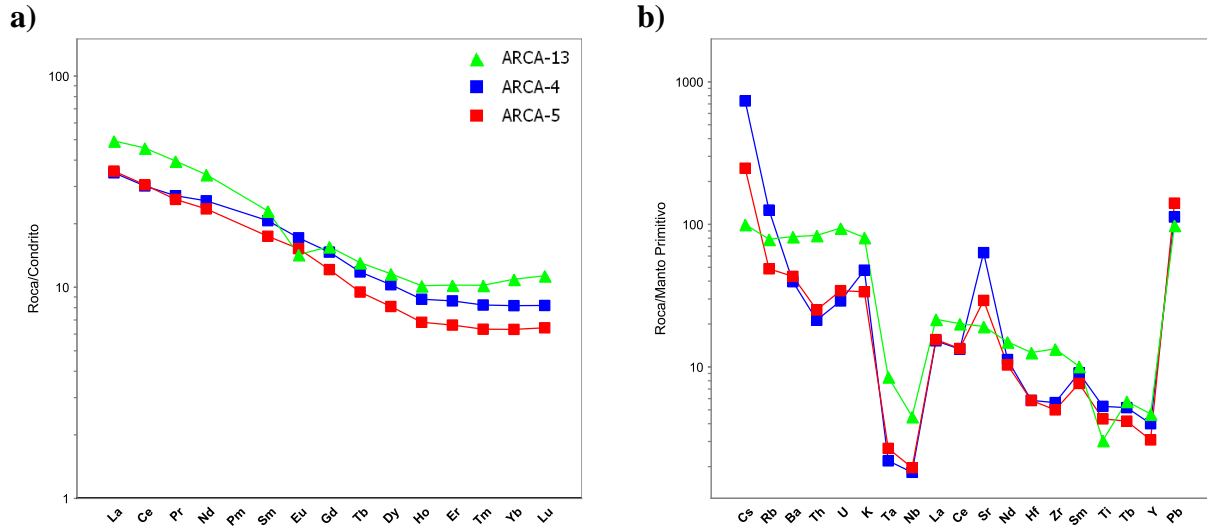 a)
Roca/Condrito
100
10
1
ARCA-13
ARCA-4
ARCA-5
La Ce Pr Nd Pm Sm Eu Gd Tb Dy Ho Er Tm Yb Lu
b)
Roca/Manto Primitivo
1000
100
10
Cs Rb Ba Th U K Ta Nb La Ce Sr Nd Hf Zr Sm Ti Tb Y Pb